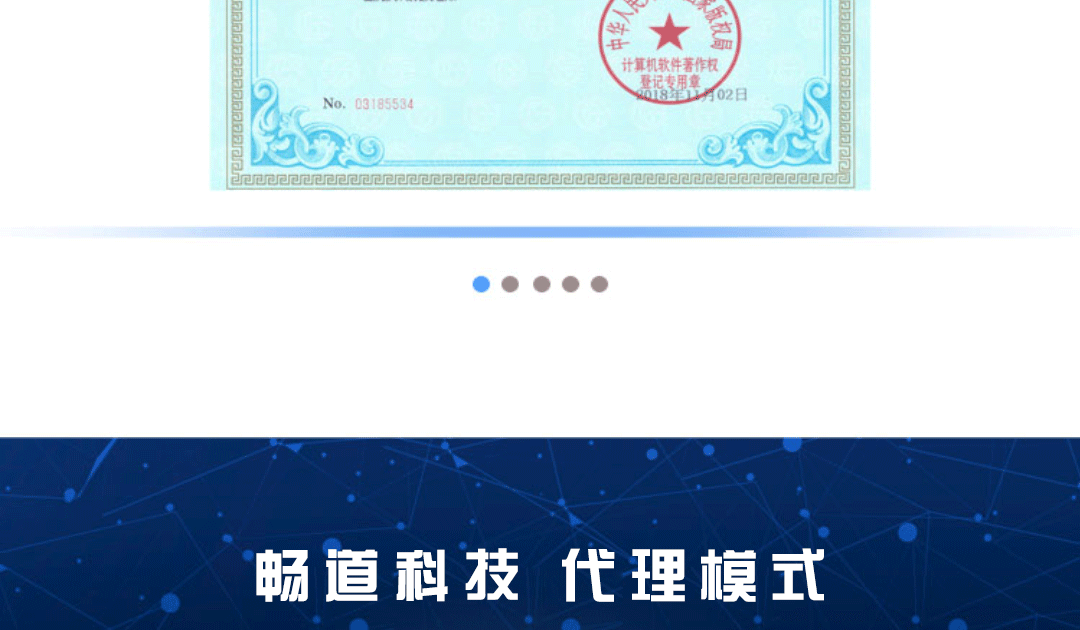 中华人民
版权局
计算机软件著作权
登记专用章
No. 03185534
2018年11月02日
畅道科技 代理模式